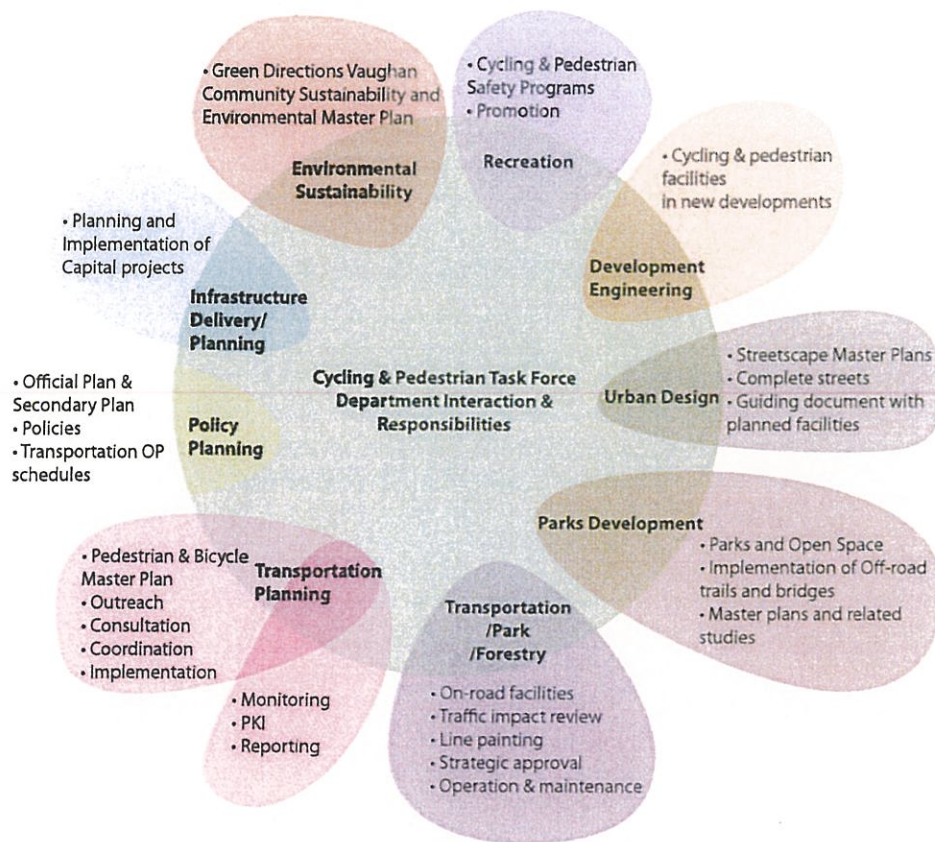 • Green Directions Vaughan
Community Sustainability and
Environmental Master Plan
Environmental
Sustainability
• Cycling & Pedestrian
Safety Programs
• Promotion
Recreation
• Cycling & pedestrian
facilities
in new developments
Development
Engineering
• Planning and
Implementation of
Capital projects
Infrastructure
Delivery/
Planning
Cycling & Pedestrian Task Force
Department Interaction &
Responsibilities
Urban Design
• Streetscape Master Plans
• Complete streets
• Guiding document with
planned facilities
• Official Plan &
Secondary Plan
• Policies
• Transportation OP
schedules
Policy
Planning
Parks Development
• Parks and Open Space
• Implementation of Off-road
trails and bridges
• Master plans and related
studies
• Pedestrian & Bicycle
Master Plan
• Outreach
• Consultation
• Coordination
• Implementation
Transportation
Planning
• Monitoring
• PKI
• Reporting
Transportation
/Park
/Forestry
• On-road facilities
• Traffic impact review
• Line painting
• Strategic approval
• Operation & maintenance